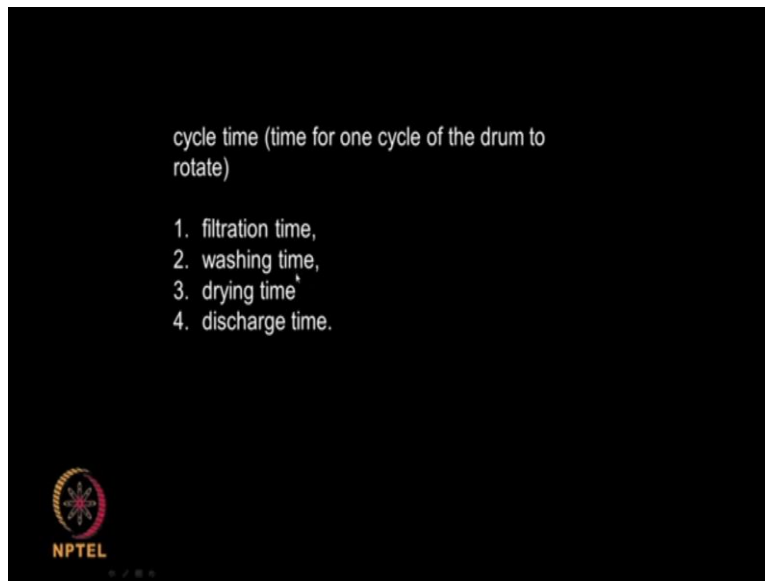 cycle time (time for one cycle of the drum to
rotate)
1. filtration time,
2. washing time,
3. drying time
4. discharge time.
NPTEL